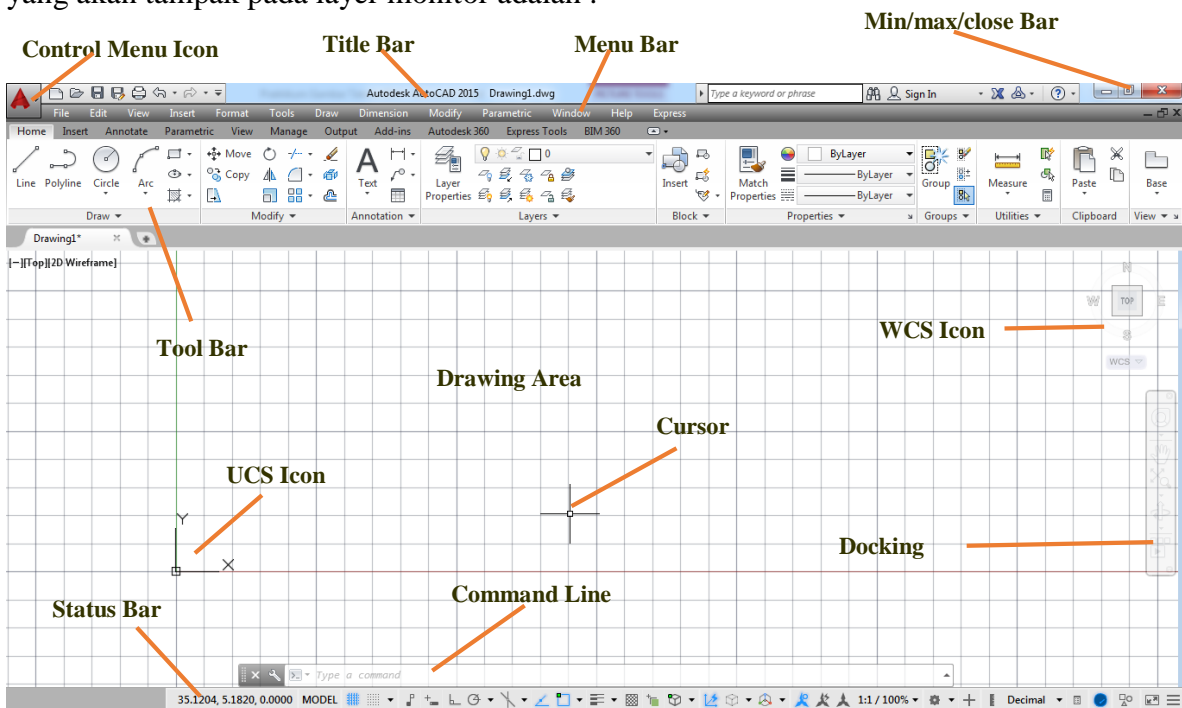 yang akan tampak pada layer monitor adalah :
Min/max/close Bar
Control Menu Icon Title Bar Menu Bar
Autodesk AutoCAD 2015 Drawing1.dwg Type a keyword or phrase Sign In
File Edit View Insert Format Tools Draw Dimension Modify Parametric Window Help Express
Home Insert Annotate Parametric View Manage Output Add-ins Autodesk 360 Express Tools BIM 360
Move 0 ByLayer
Copy ByLayer
Line Polyline Circle Arc Text Layer Properties Insert Match Properties Group Measure Paste Base
ByLayer
Draw Modify Annotation Layers Block Properties Groups Utilities Clipboard View
Drawing1*
[−][Top][2D Wireframe]
N
W TOP E
S
WCS
WCS Icon
Tool Bar
Drawing Area
Cursor
UCS Icon
Y
X
Docking
Command Line
Status Bar
Type a command
35.1204, 5.1820, 0.0000 MODEL 1:1 / 100% Decimal